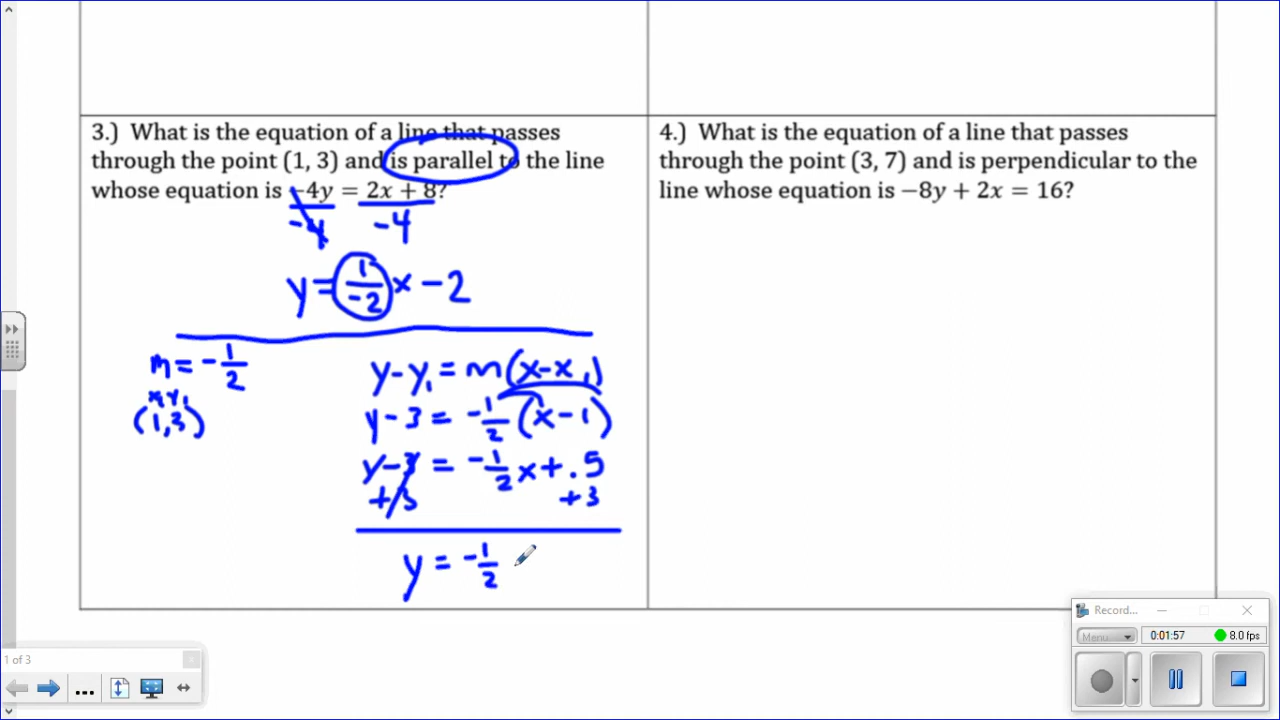 3.) What is the equation of a line that passes
through the point (1, 3) and is parallel to the line
whose equation is −4y = 2x + 8?
-4 -4
y = 1/-2 x - 2
m = -1/2
x₁ y₁
(1,3)
y - y₁ = m(x - x₁)
y - 3 = -1/2 (x - 1)
y - 3 = -1/2 x + .5
+3 +3
y = -1/2
4.) What is the equation of a line that passes
through the point (3, 7) and is perpendicular to the
line whose equation is −8y + 2x = 16?
Record...
Menu
0:01:57
8.0 fps
1 of 3
...